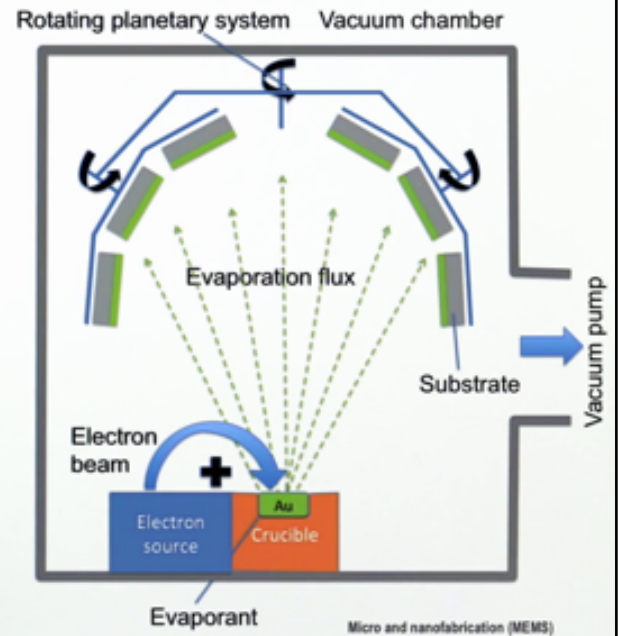 Rotating planetary system
Vacuum chamber
Evaporation flux
Substrate
Vacuum pump
Electron
beam
+
Au
Electron
source
Crucible
Evaporant
Micro and nanofabrication (MEMS)